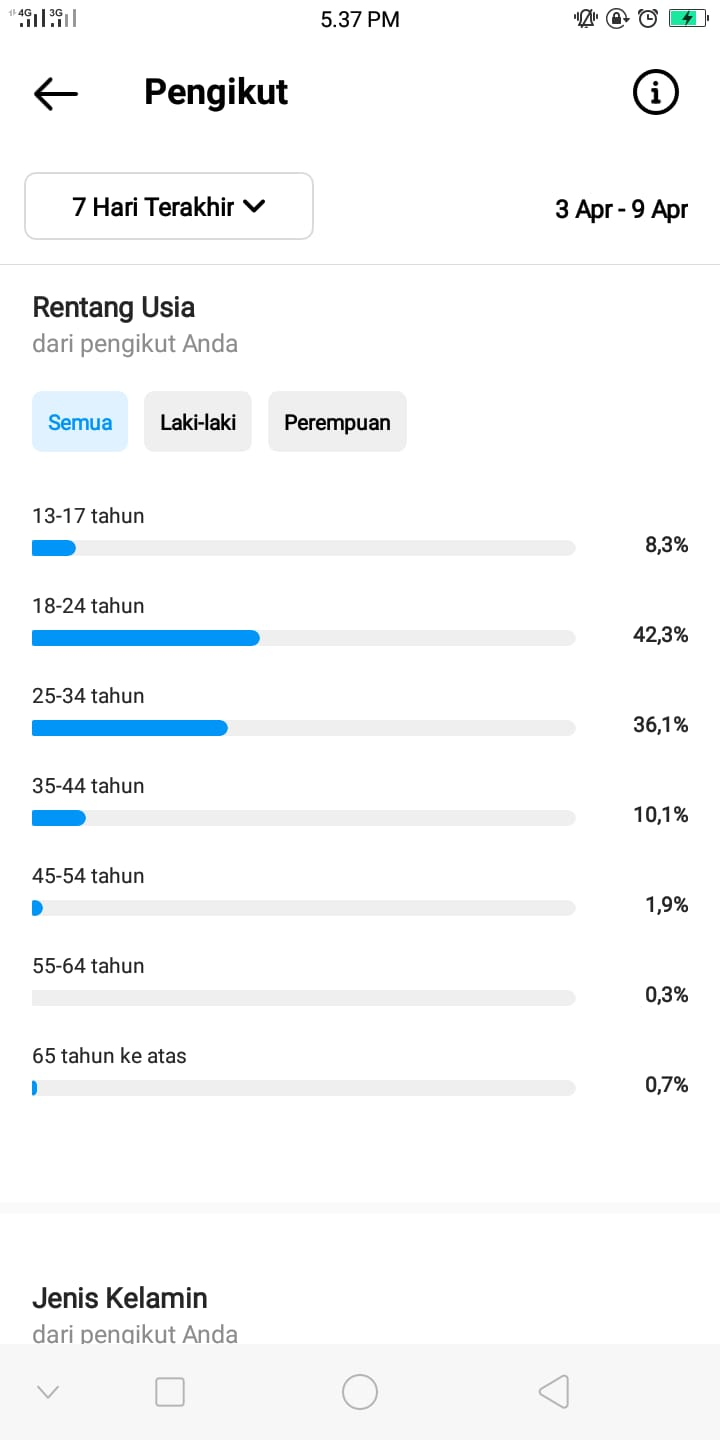 4G 3G 5.37 PM
Pengikut
7 Hari Terakhir 3 Apr - 9 Apr
Rentang Usia
dari pengikut Anda
Semua Laki-laki Perempuan
13-17 tahun
8,3%
18-24 tahun
42,3%
25-34 tahun
36,1%
35-44 tahun
10,1%
45-54 tahun
1,9%
55-64 tahun
0,3%
65 tahun ke atas
0,7%
Jenis Kelamin
dari pengikut Anda